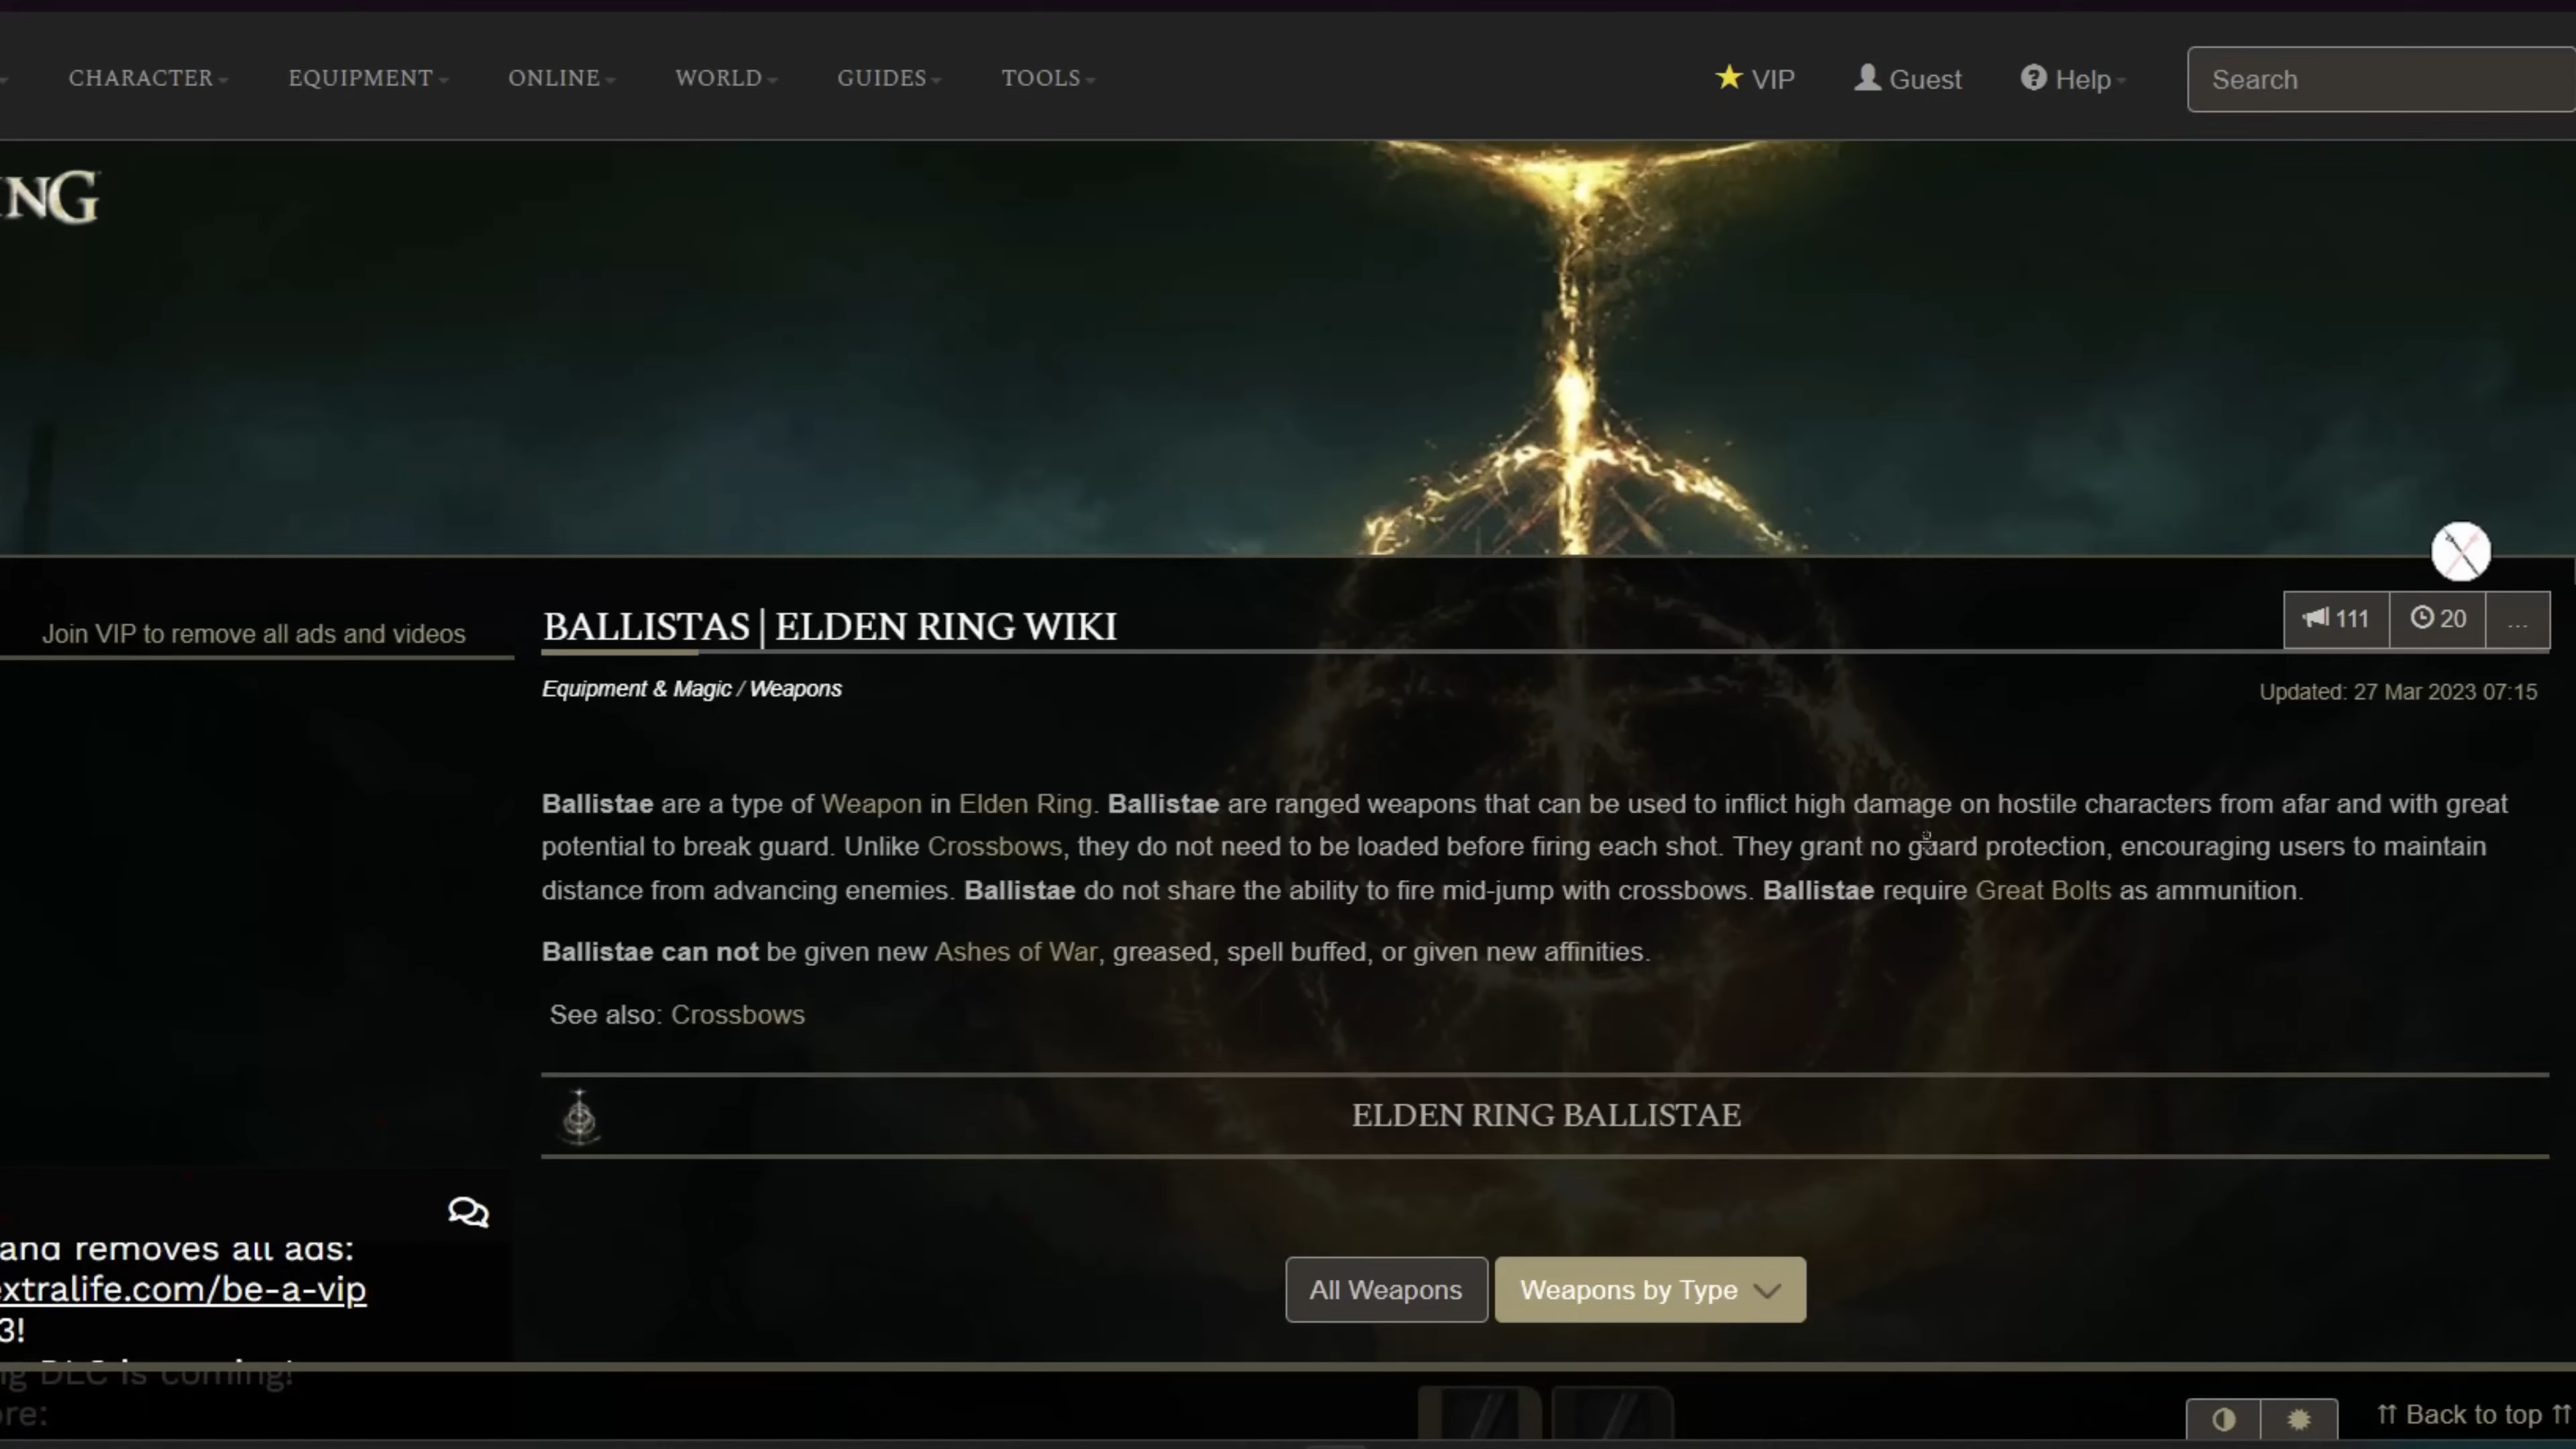 CHARACTER EQUIPMENT ONLINE WORLD GUIDES TOOLS VIP Guest Help Search
NG
Join VIP to remove all ads and videos
BALLISTAS | ELDEN RING WIKI
111 20 ...
Equipment & Magic / Weapons
Updated: 27 Mar 2023 07:15
Ballistae are a type of Weapon in Elden Ring. Ballistae are ranged weapons that can be used to inflict high damage on hostile characters from afar and with great
potential to break guard. Unlike Crossbows, they do not need to be loaded before firing each shot. They grant no guard protection, encouraging users to maintain
distance from advancing enemies. Ballistae do not share the ability to fire mid-jump with crossbows. Ballistae require Great Bolts as ammunition.
Ballistae can not be given new Ashes of War, greased, spell buffed, or given new affinities.
See also: Crossbows
ELDEN RING BALLISTAE
and removes all ads:
extralife.com/be-a-vip
3!
g DLC is coming!
re:
All Weapons Weapons by Type
Back to top